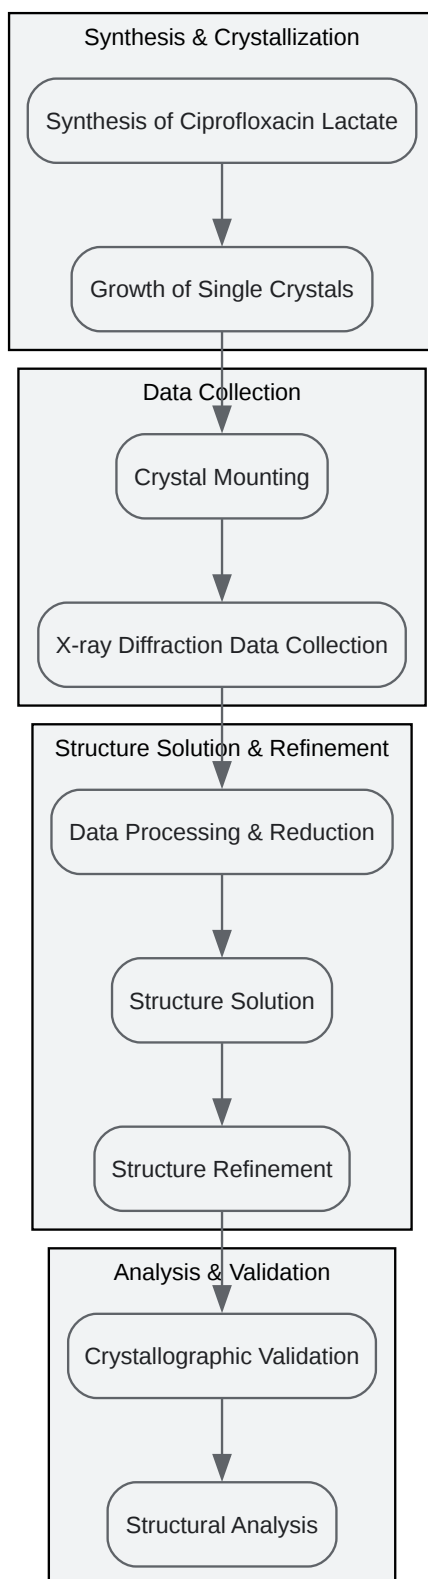 Synthesis & Crystallization
Synthesis of Ciprofloxacin Lactate
Growth of Single Crystals
Data Collection
Crystal Mounting
X-ray Diffraction Data Collection
Structure Solution & Refinement
Data Processing & Reduction
Structure Solution
Structure Refinement
Analysis & Validation
Crystallographic Validation
Structural Analysis